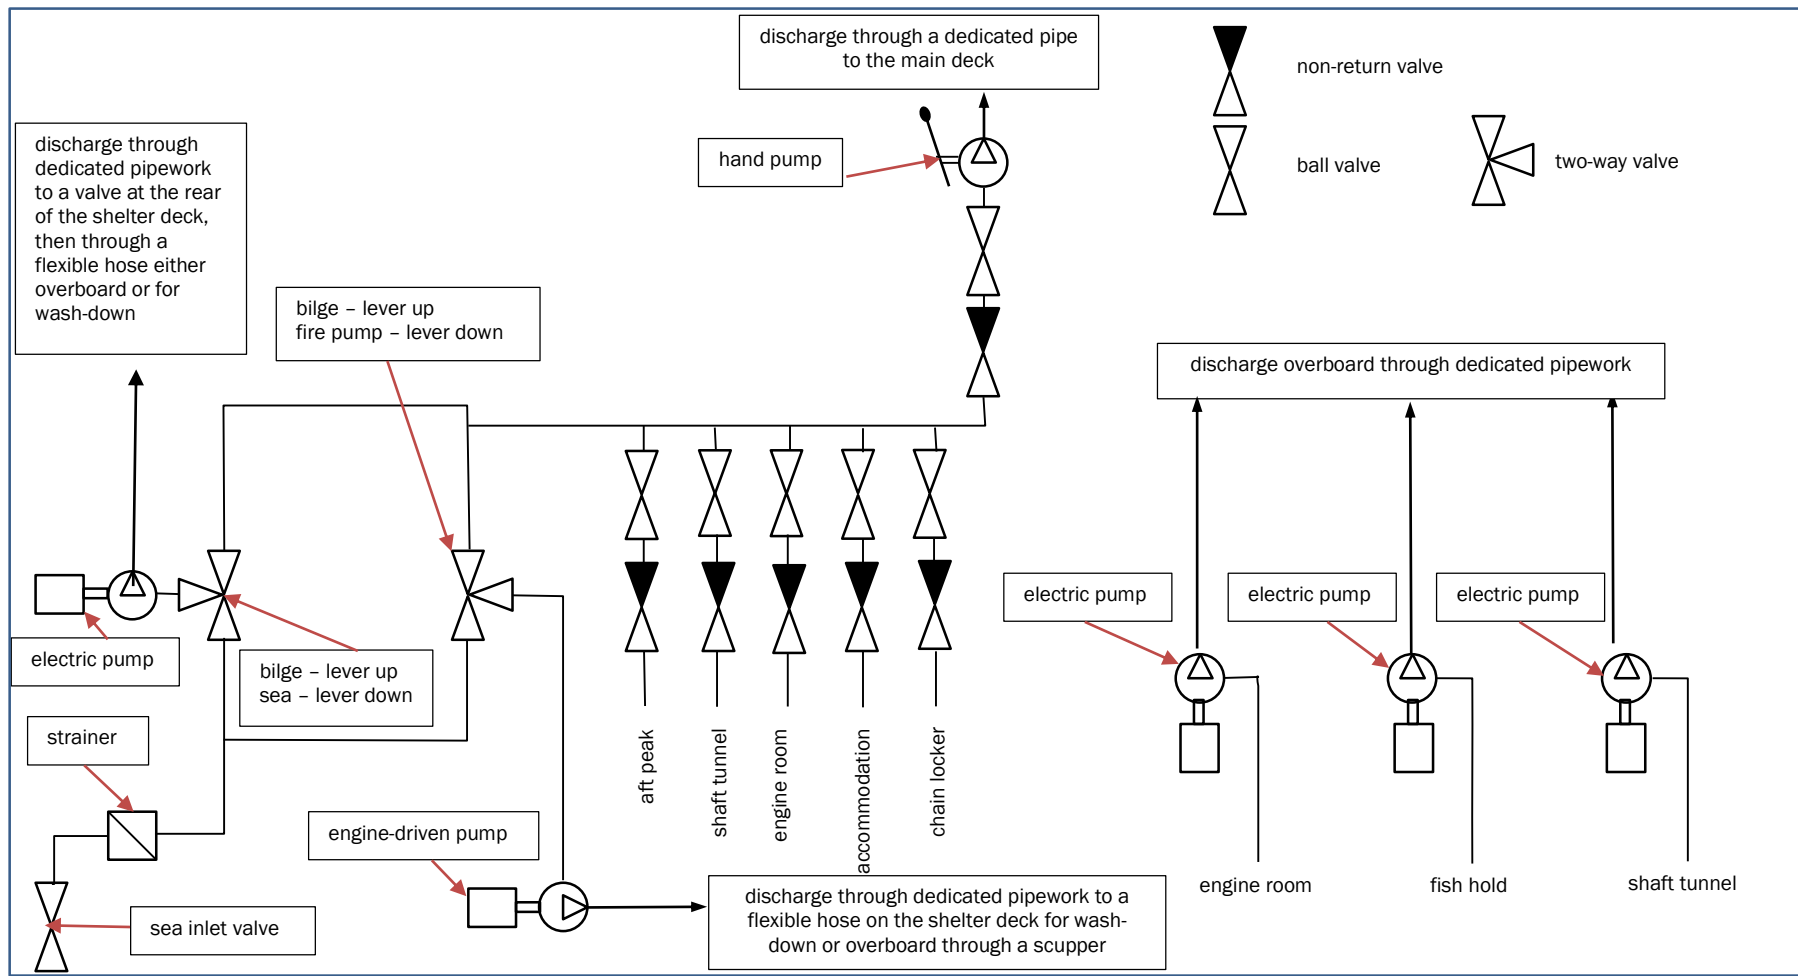 discharge through a dedicated pipe
to the main deck
non-return valve
ball valve
two-way valve
hand pump
discharge through
dedicated pipework
to a valve at the rear
of the shelter deck,
then through a
flexible hose either
overboard or for
wash-down
bilge – lever up
fire pump – lever down
discharge overboard through dedicated pipework
electric pump
electric pump
electric pump
electric pump
bilge – lever up
sea – lever down
strainer
aft peak
shaft tunnel
engine room
accommodation
chain locker
engine-driven pump
engine room
fish hold
shaft tunnel
discharge through dedicated pipework to a
flexible hose on the shelter deck for wash-
down or overboard through a scupper
sea inlet valve